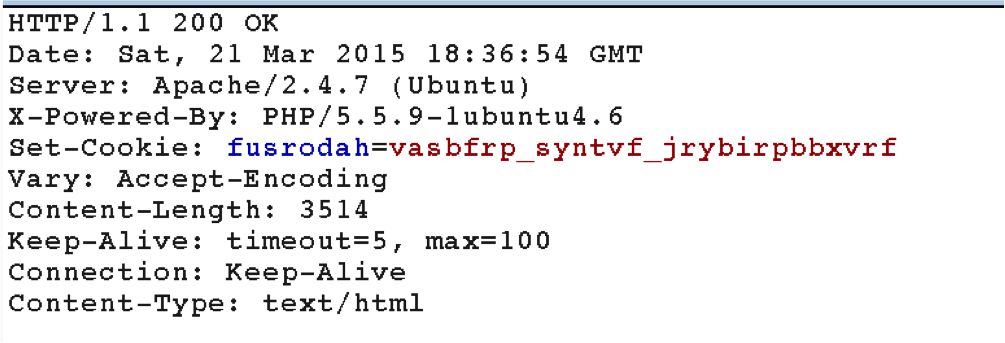 HTTP/1.1 200 OK
Date: Sat, 21 Mar 2015 18:36:54 GMT
Server: Apache/2.4.7 (Ubuntu)
X-Powered-By: PHP/5.5.9-1ubuntu4.6
Set-Cookie: fusrodah=vasbfrp_syntvf_jrybirpbbxvrf
Vary: Accept-Encoding
Content-Length: 3514
Keep-Alive: timeout=5, max=100
Connection: Keep-Alive
Content-Type: text/html